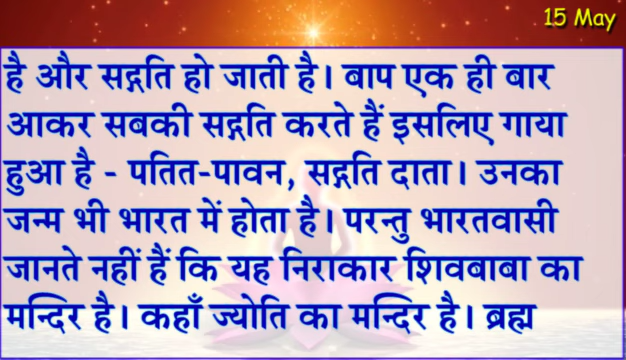 15 May
है और सद्गति हो जाती है। बाप एक ही बार
आकर सबकी सद्गति करते हैं इसलिए गाया
हुआ है - पतित-पावन, सद्गति दाता। उनका
जन्म भी भारत में होता है। परन्तु भारतवासी
जानते नहीं हैं कि यह निराकार शिवबाबा का
मन्दिर है। कहाँ ज्योति का मन्दिर है। ब्रह्म